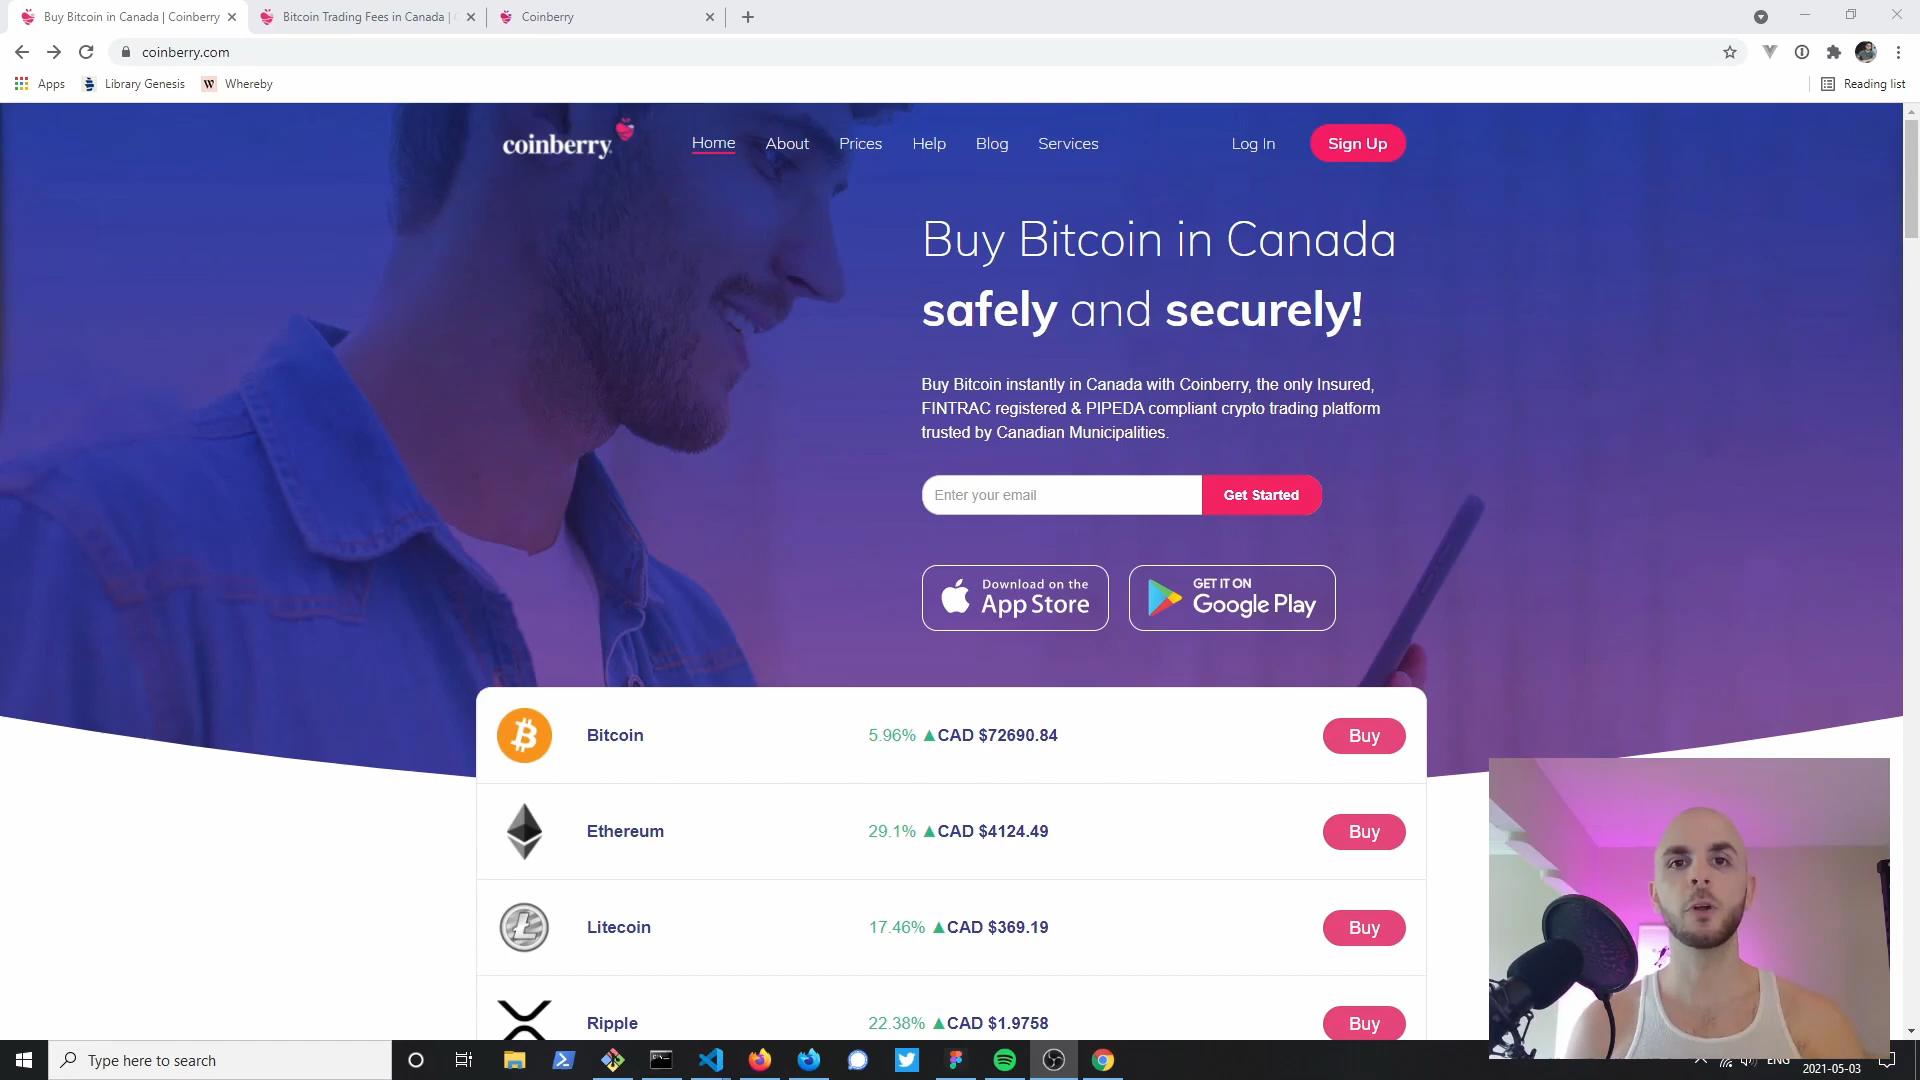 Buy Bitcoin in Canada | Coinberry
Bitcoin Trading Fees in Canada |
Coinberry
coinberry.com
Apps
Library Genesis
W
Whereby
Reading list
coinberry
Home
About
Prices
Help
Blog
Services
Log In
Sign Up
Buy Bitcoin in Canada
safely and securely!
Buy Bitcoin instantly in Canada with Coinberry, the only Insured,
FINTRAC registered & PIPEDA compliant crypto trading platform
trusted by Canadian Municipalities.
Enter your email
Get Started
Download on the
App Store
GET IT ON
Google Play
Bitcoin
5.96% ▲CAD $72690.84
Buy
Ethereum
29.1% ▲CAD $4124.49
Buy
Litecoin
17.46% ▲CAD $369.19
Buy
Ripple
22.38% ▲CAD $1.9758
Buy
Type here to search
ENG
2021-05-03